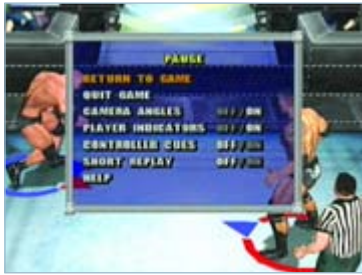 PAUSE
RETURN TO GAME
QUIT GAME
CAMERA ANGLES OFF/ON
PLAYER INDICATORS OFF/ON
CONTROLLER CUES OFF/ON
SHORT REPLAY OFF/ON
HELP